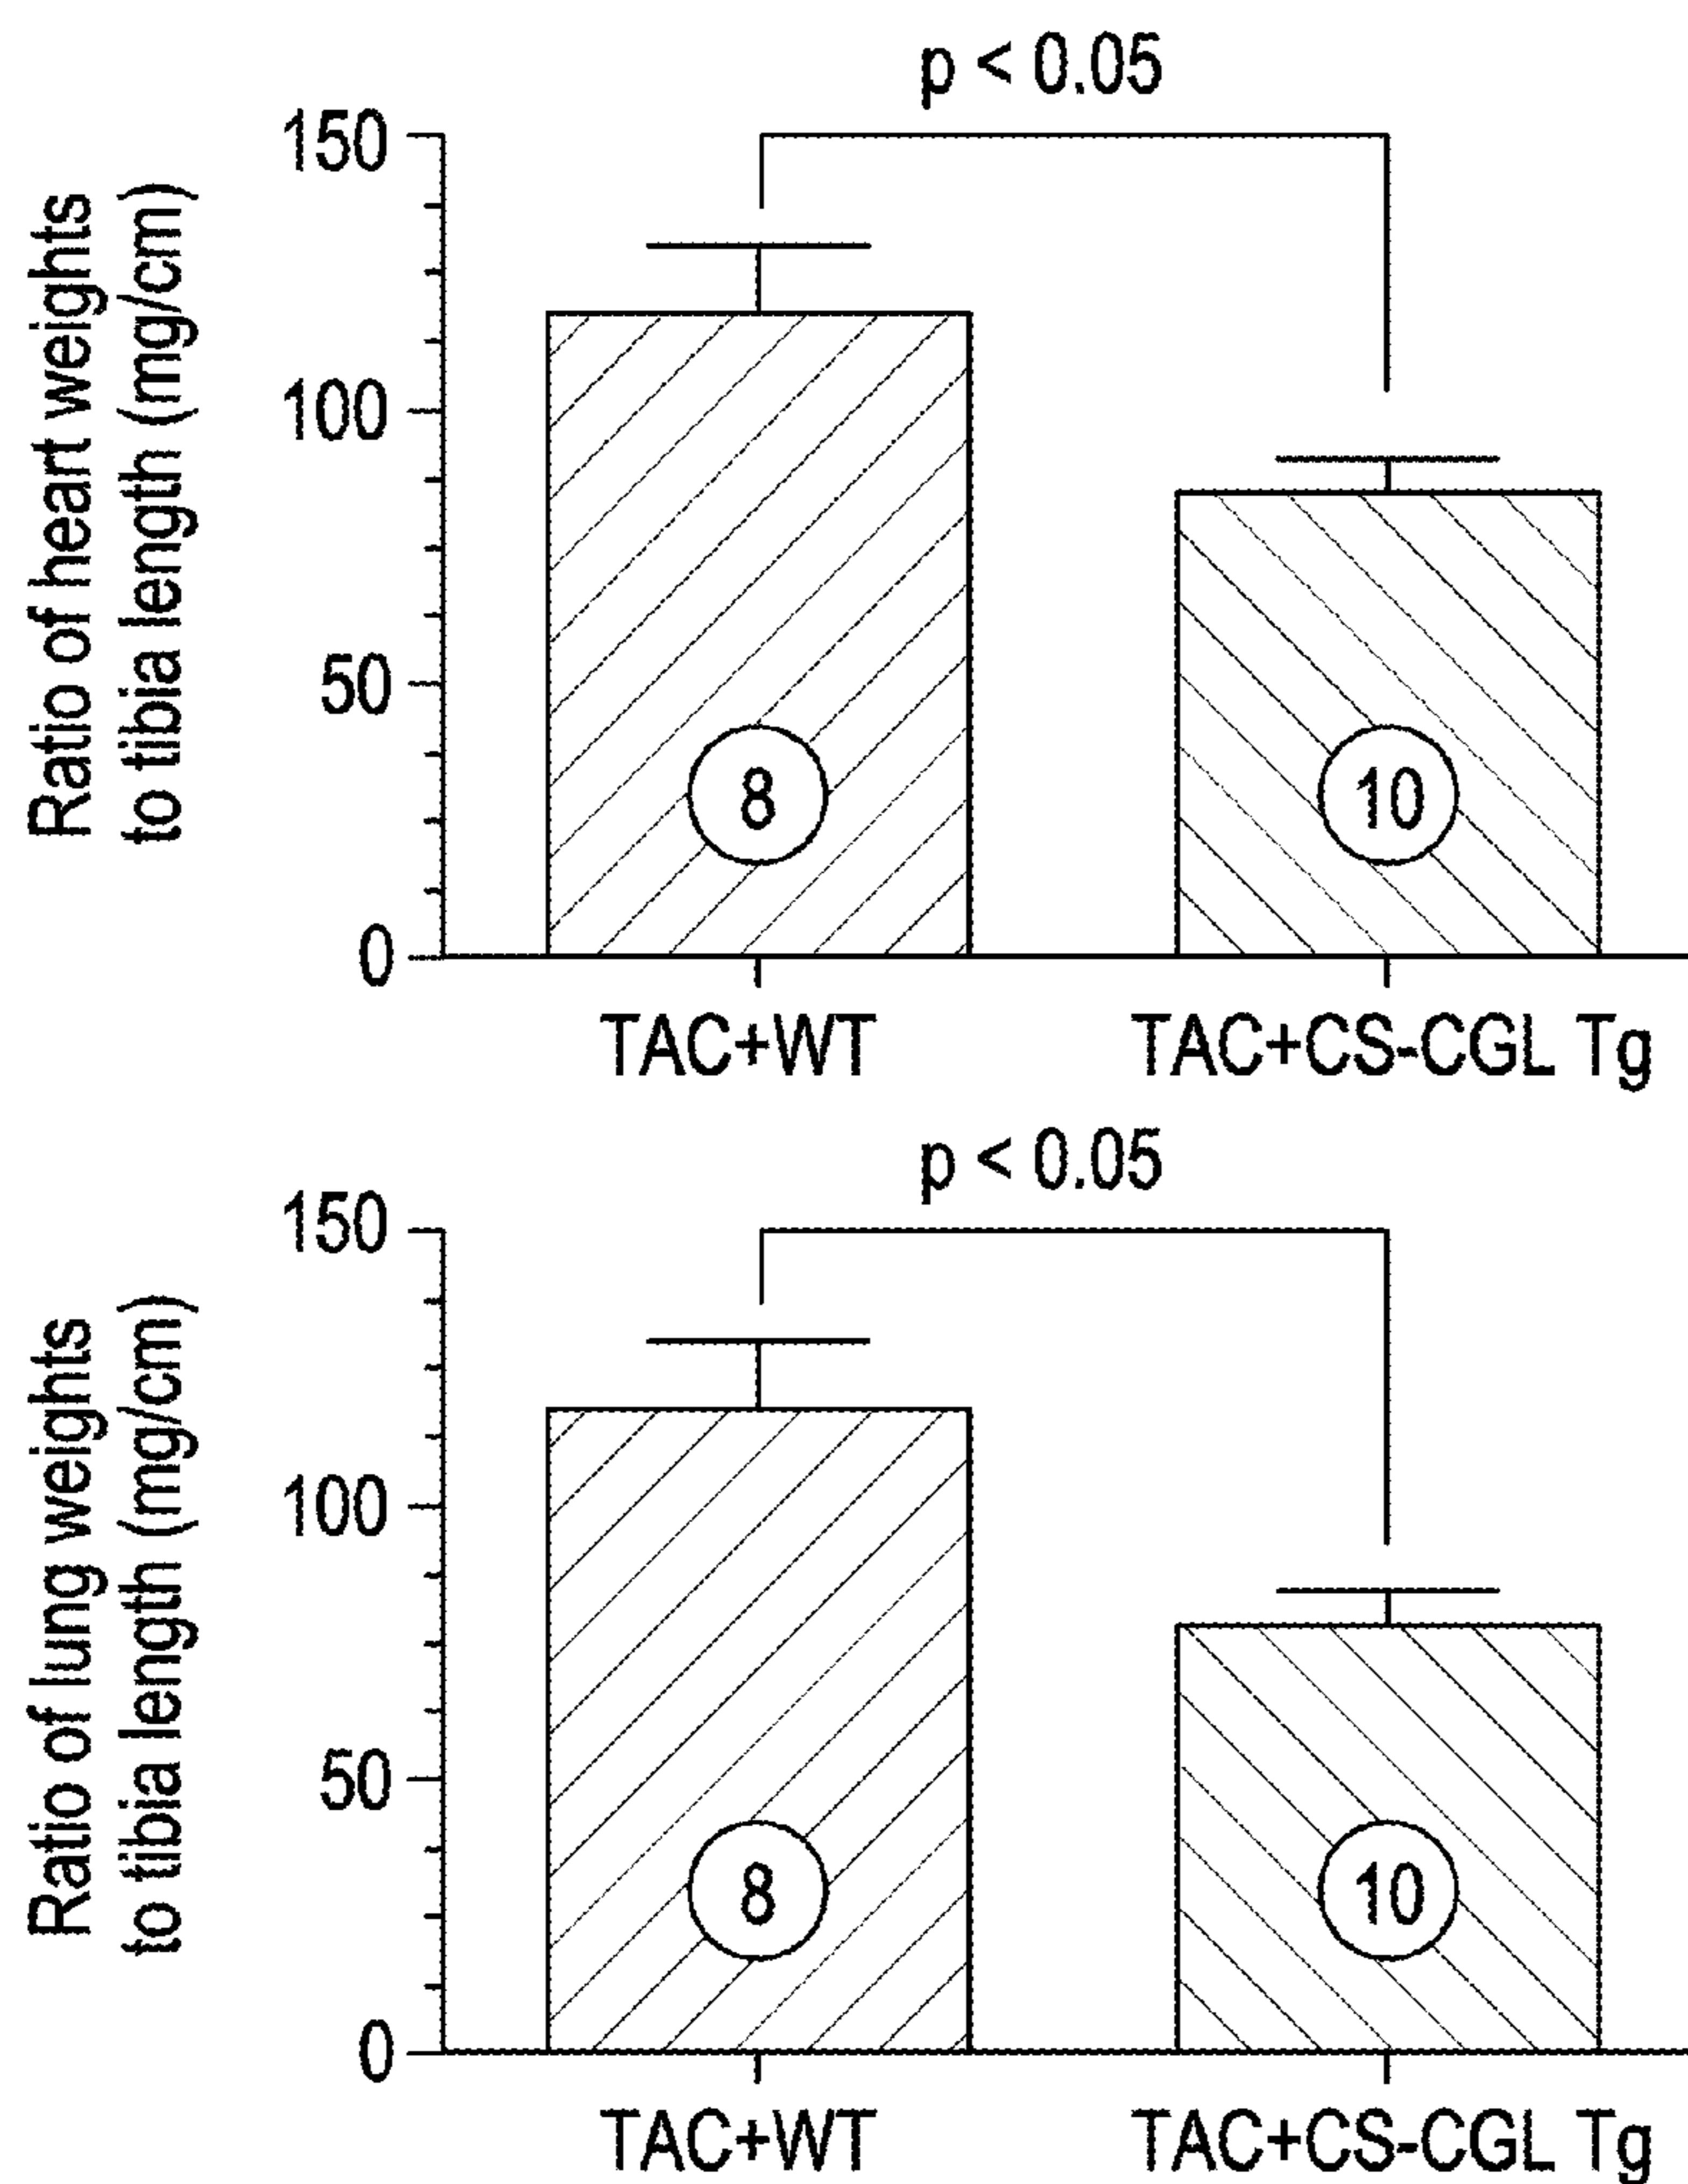 p < 0.05
150
100
50
0
Ratio of heart weights
to tibia length (mg/cm)
8
10
TAC+WT
TAC+CS-CGL Tg
p < 0.05
150
100
50
0
Ratio of lung weights
to tibia length (mg/cm)
8
10
TAC+WT
TAC+CS-CGL Tg